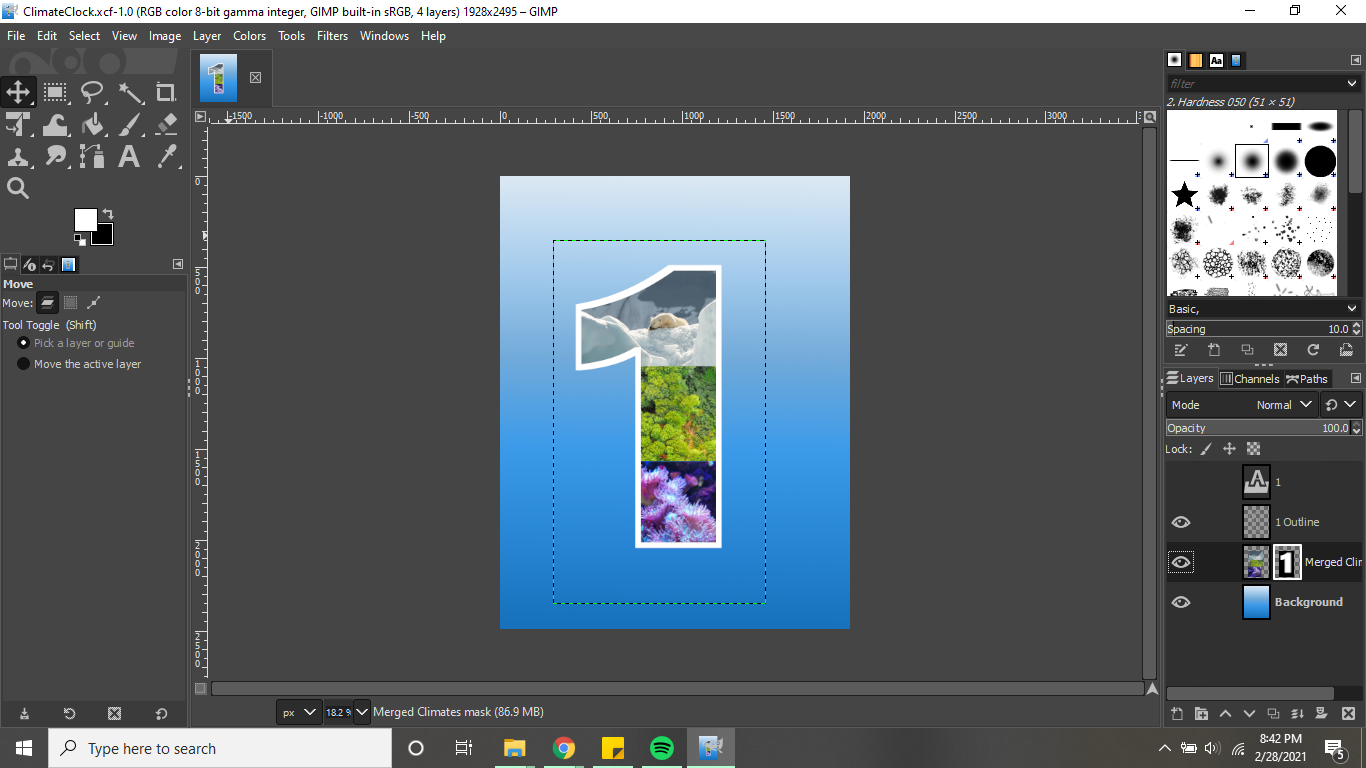 ClimateClock.xcf-1.0 (RGB color 8-bit gamma integer, GIMP built-in sRGB, 4 layers) 1928x2495 – GIMP
File Edit Select View Image Layer Colors Tools Filters Windows Help
filter
2. Hardness 050 (51 × 51)
-1500 -1000 -500 0 500 1000 1500 2000 2500 3000
0
500
1000
1500
2000
2500
Move
Move:
Tool Toggle (Shift)
Pick a layer or guide
Move the active layer
1
Basic,
Spacing 10.0
Layers Channels Paths
Mode Normal
Opacity 100.0
Lock:
1
1 Outline
Merged Clir
Background
px 18.2 % Merged Climates mask (86.9 MB)
Type here to search
8:42 PM
2/28/2021
5